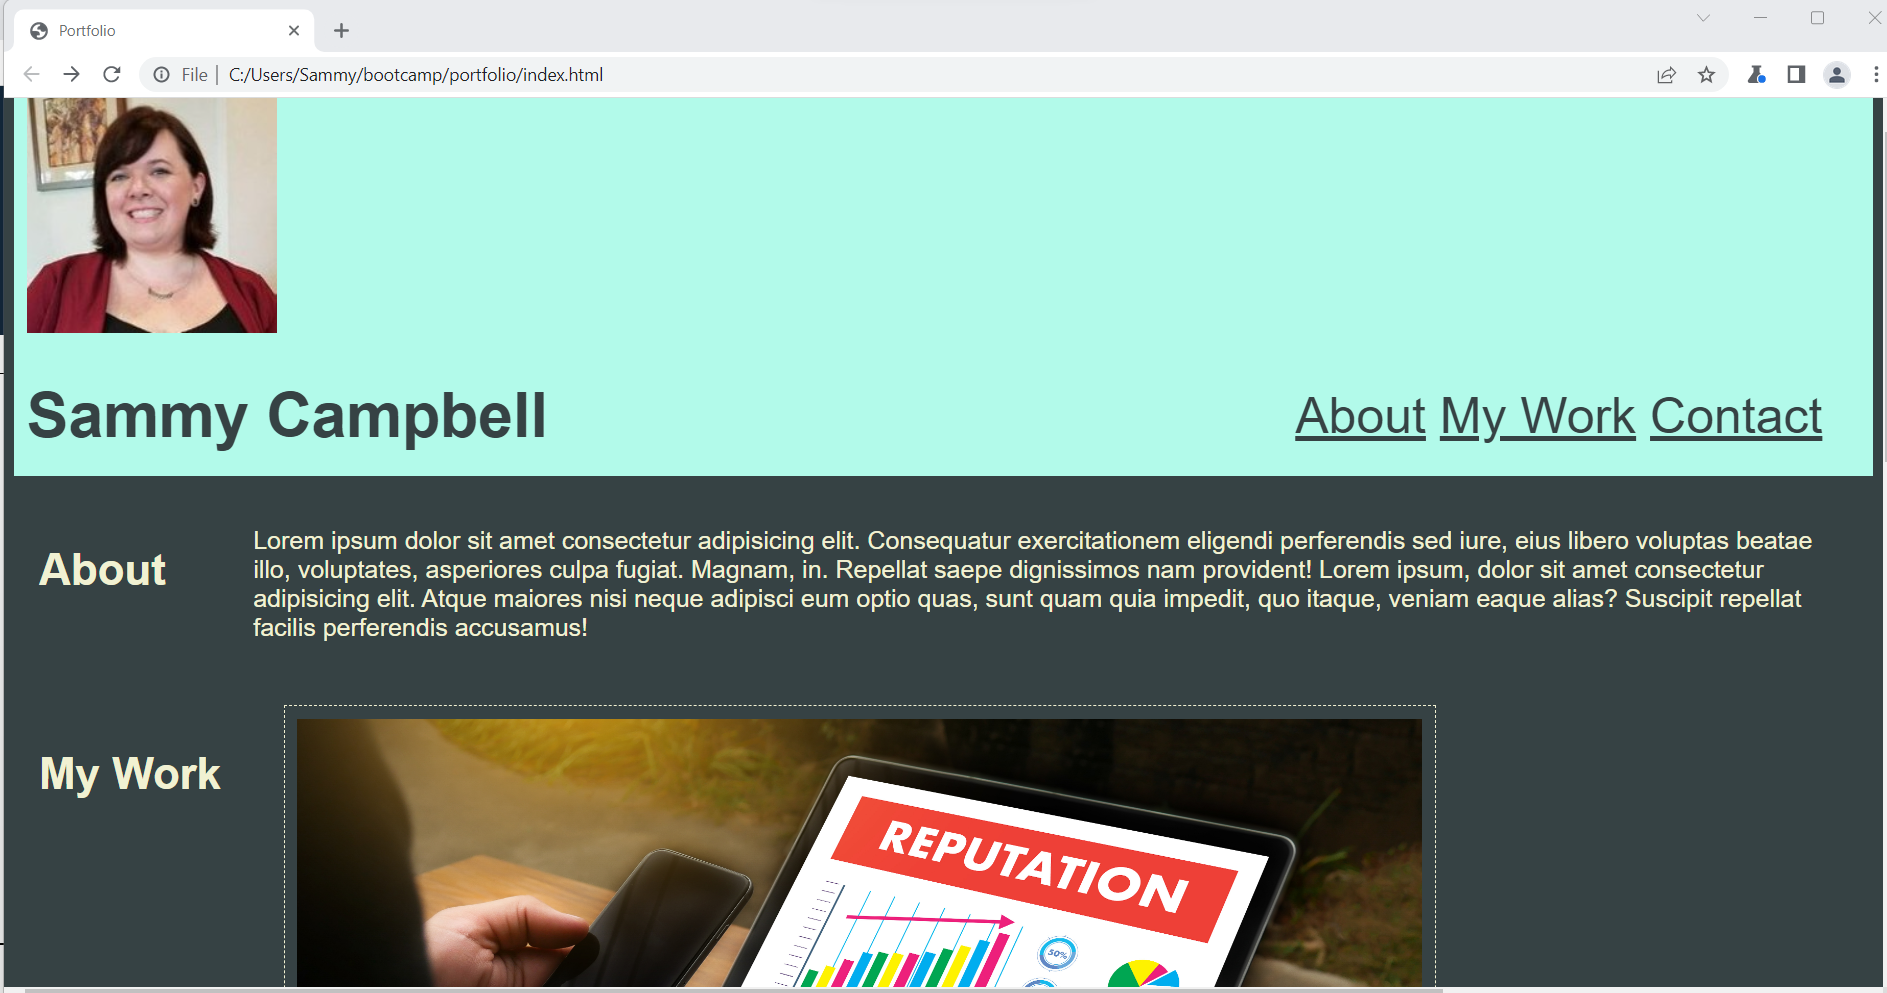 Portfolio
File | C:/Users/Sammy/bootcamp/portfolio/index.html
Sammy Campbell
About My Work Contact
About
Lorem ipsum dolor sit amet consectetur adipisicing elit. Consequatur exercitationem eligendi perferendis sed iure, eius libero voluptas beatae
illo, voluptates, asperiores culpa fugiat. Magnam, in. Repellat saepe dignissimos nam provident! Lorem ipsum, dolor sit amet consectetur
adipisicing elit. Atque maiores nisi neque adipisci eum optio quas, sunt quam quia impedit, quo itaque, veniam eaque alias? Suscipit repellat
facilis perferendis accusamus!
My Work
REPUTATION
50%